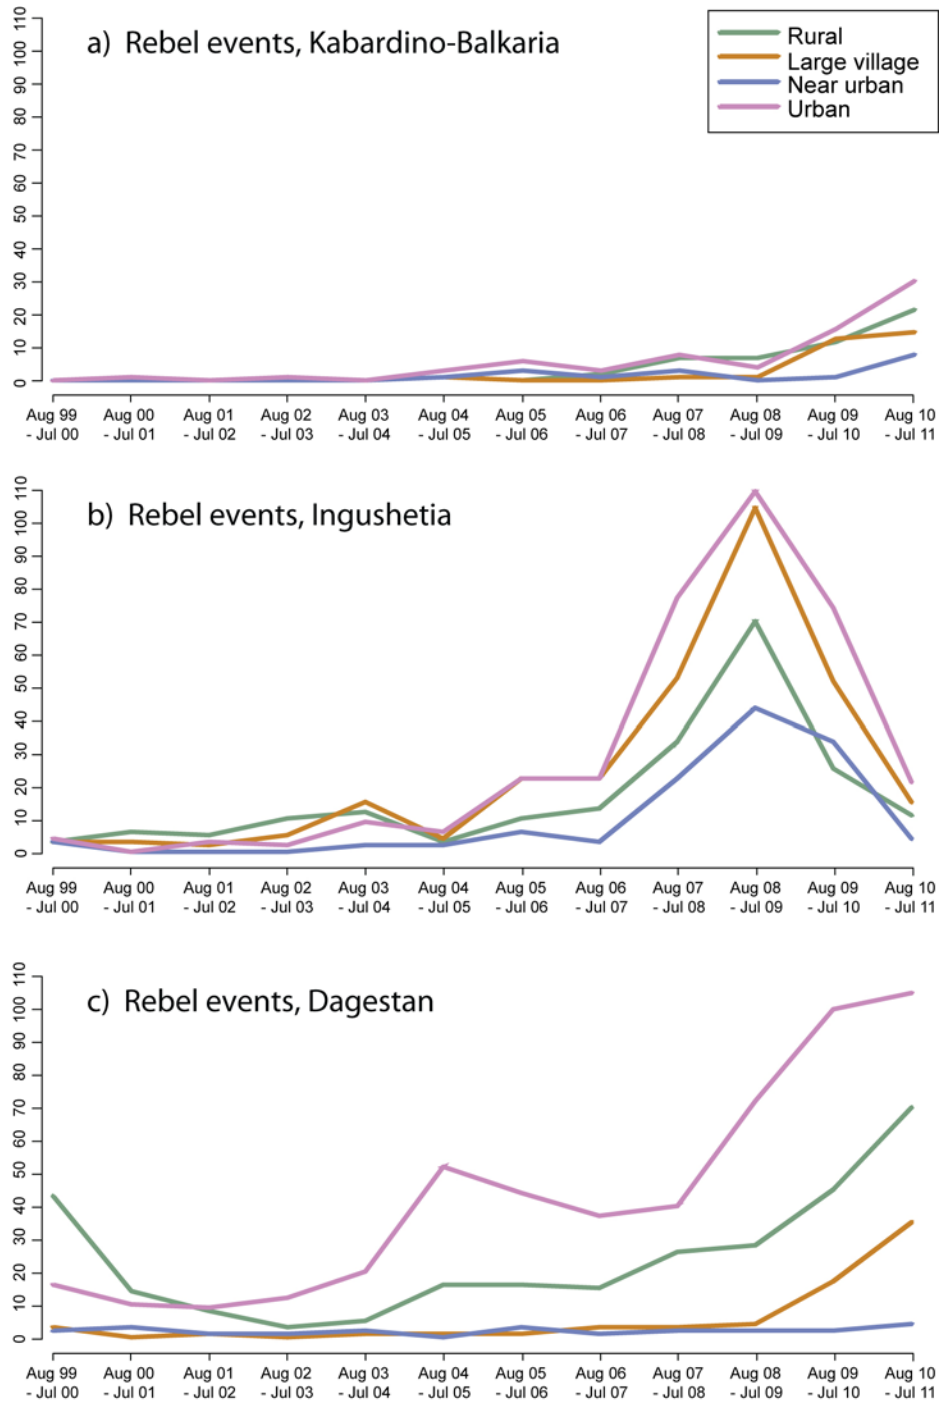 a) Rebel events, Kabardino-Balkaria
Rural
Large village
Near urban
Urban
110
100
90
80
70
60
50
40
30
20
10
0
Aug 99 Aug 00 Aug 01 Aug 02 Aug 03 Aug 04 Aug 05 Aug 06 Aug 07 Aug 08 Aug 09 Aug 10
- Jul 00 - Jul 01 - Jul 02 - Jul 03 - Jul 04 - Jul 05 - Jul 06 - Jul 07 - Jul 08 - Jul 09 - Jul 10 - Jul 11
b) Rebel events, Ingushetia
110
100
90
80
70
60
50
40
30
20
10
0
Aug 99 Aug 00 Aug 01 Aug 02 Aug 03 Aug 04 Aug 05 Aug 06 Aug 07 Aug 08 Aug 09 Aug 10
- Jul 00 - Jul 01 - Jul 02 - Jul 03 - Jul 04 - Jul 05 - Jul 06 - Jul 07 - Jul 08 - Jul 09 - Jul 10 - Jul 11
c) Rebel events, Dagestan
110
100
90
80
70
60
50
40
30
20
10
0
Aug 99 Aug 00 Aug 01 Aug 02 Aug 03 Aug 04 Aug 05 Aug 06 Aug 07 Aug 08 Aug 09 Aug 10
- Jul 00 - Jul 01 - Jul 02 - Jul 03 - Jul 04 - Jul 05 - Jul 06 - Jul 07 - Jul 08 - Jul 09 - Jul 10 - Jul 11